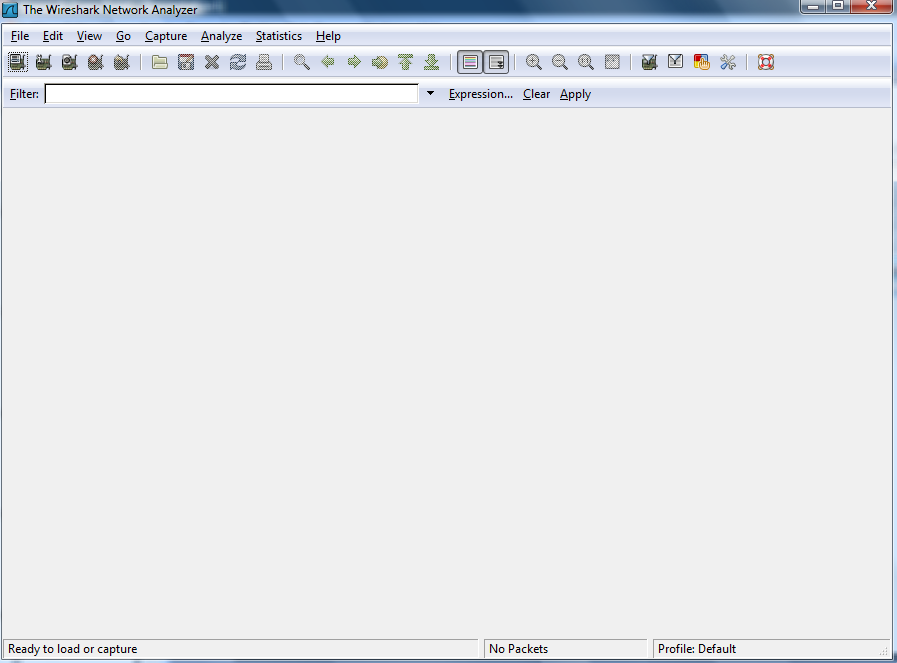 The Wireshark Network Analyzer
File Edit View Go Capture Analyze Statistics Help
Filter: Expression... Clear Apply
Ready to load or capture No Packets Profile: Default